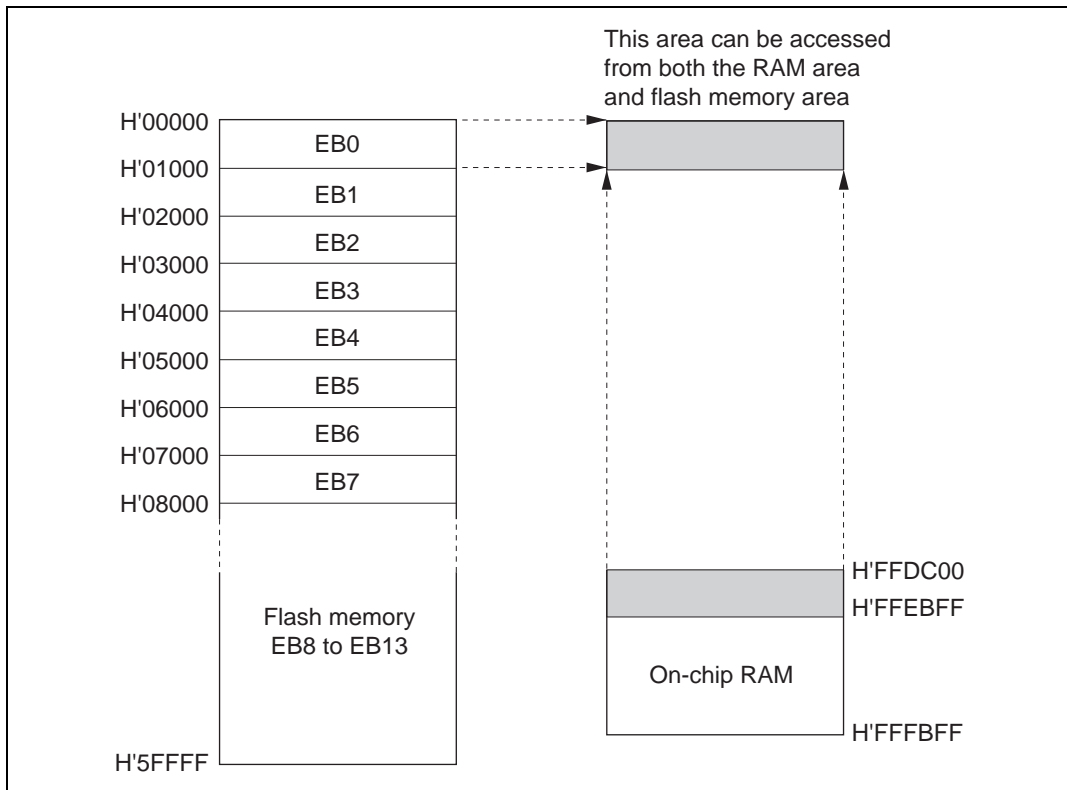 This area can be accessed
from both the RAM area
and flash memory area
H'00000
EB0
H'01000
EB1
H'02000
EB2
H'03000
EB3
H'04000
EB4
H'05000
EB5
H'06000
EB6
H'07000
EB7
H'08000
Flash memory
EB8 to EB13
H'5FFFF
H'FFDC00
H'FFEBFF
On-chip RAM
H'FFFBFF